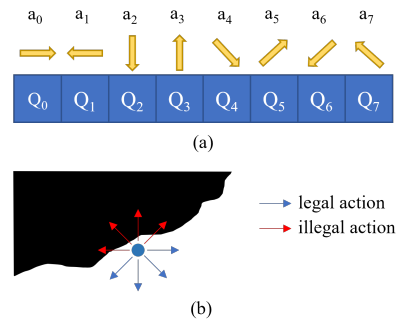 a₀ a₁ a₂ a₃ a₄ a₅ a₆ a₇
Q₀ Q₁ Q₂ Q₃ Q₄ Q₅ Q₆ Q₇
(a)
legal action
illegal action
(b)